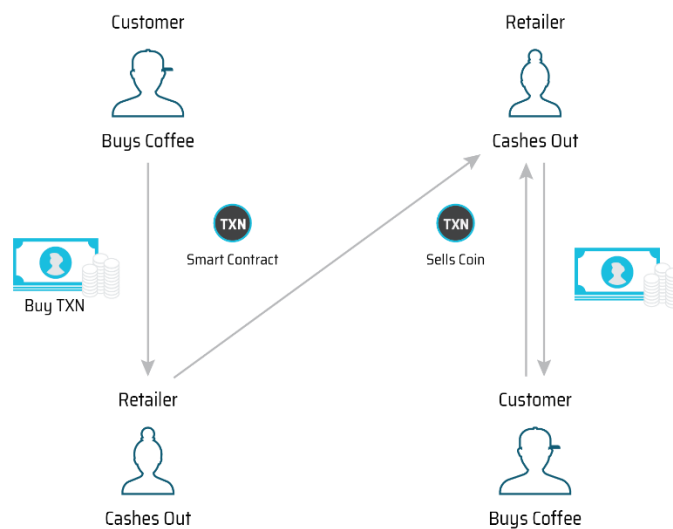 Customer
Retailer
Buys Coffee
Cashes Out
TXN
TXN
Smart Contract
Sells Coin
Buy TXN
Retailer
Customer
Cashes Out
Buys Coffee